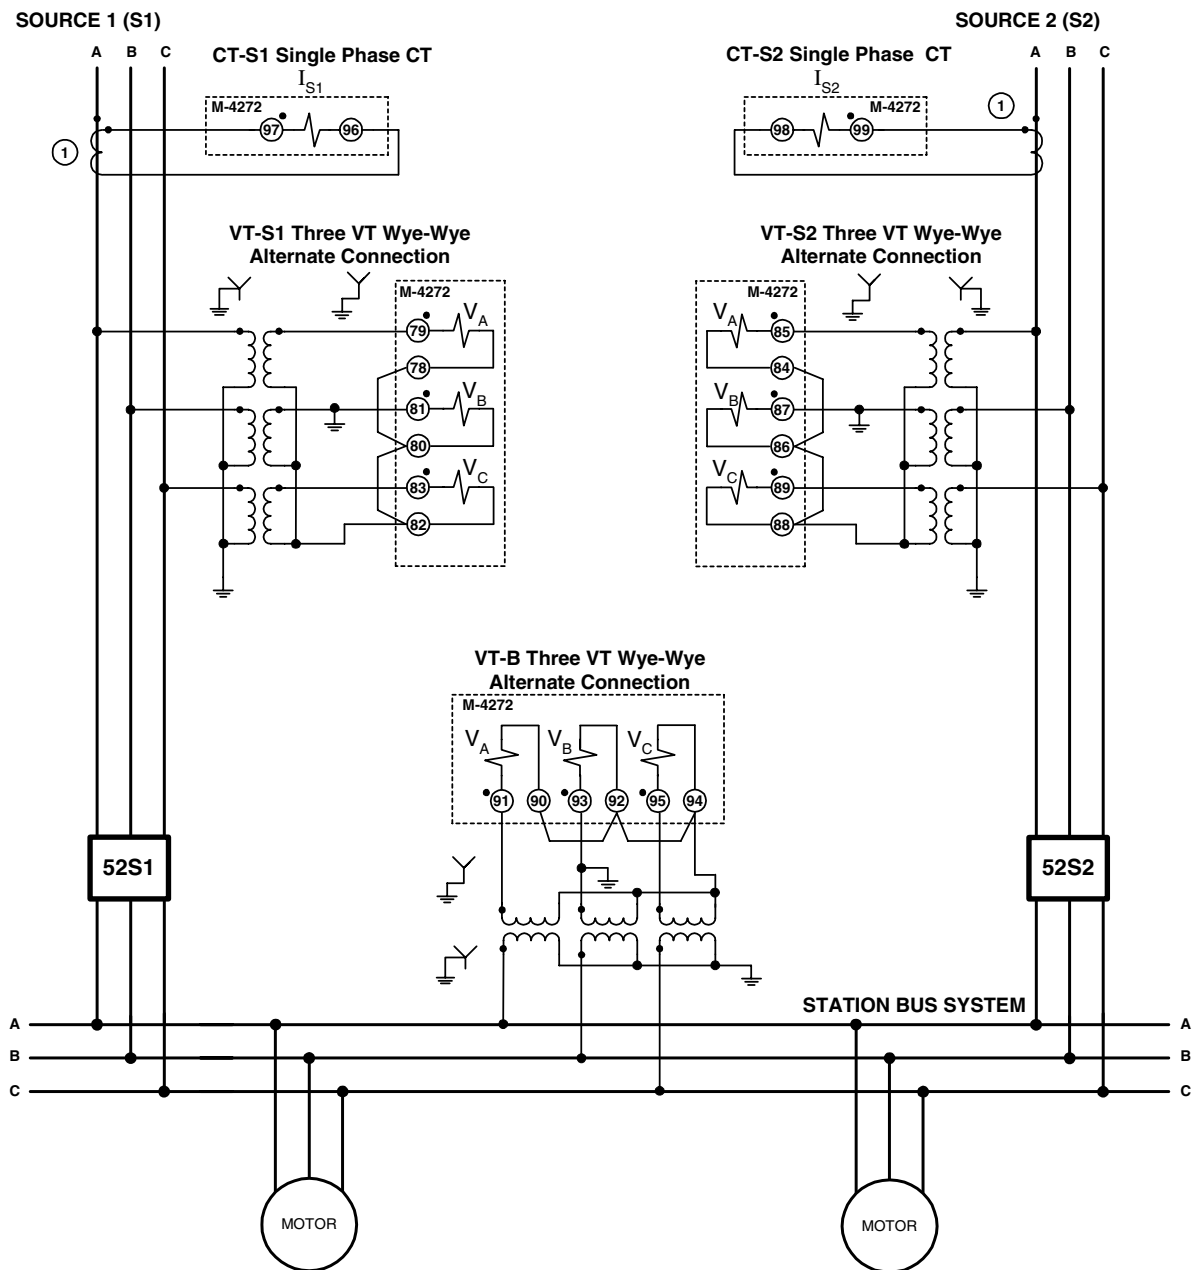 SOURCE 1 (S1)
SOURCE 2 (S2)
A B C
A B C
CT-S1 Single Phase CT
I S1
M-4272
97
96
1
CT-S2 Single Phase CT
I S2
M-4272
98
99
1
VT-S1 Three VT Wye-Wye
Alternate Connection
M-4272
79
VA
78
81
VB
80
83
VC
82
VT-S2 Three VT Wye-Wye
Alternate Connection
M-4272
VA
85
84
VB
87
86
VC
89
88
VT-B Three VT Wye-Wye
Alternate Connection
M-4272
VA
VB
VC
91
90
93
92
95
94
52S1
52S2
STATION BUS SYSTEM
A
A
B
B
C
C
MOTOR
MOTOR